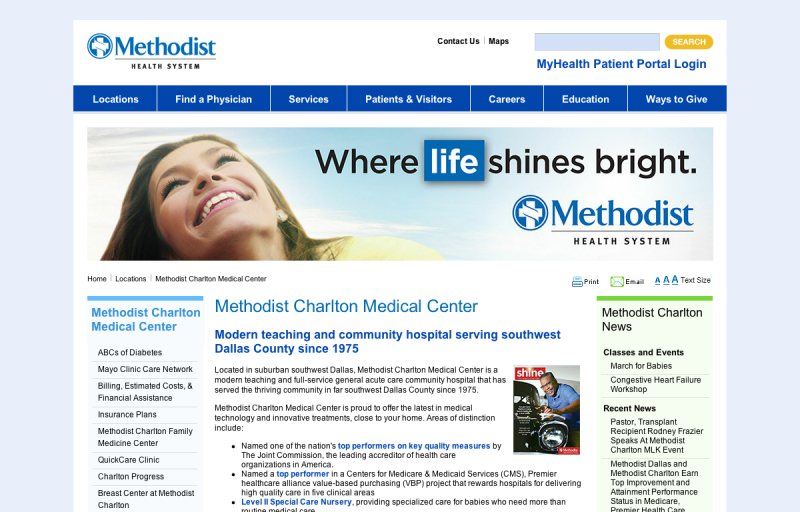 Methodist
HEALTH SYSTEM
Contact Us
Maps
SEARCH
MyHealth Patient Portal Login
Locations
Find a Physician
Services
Patients & Visitors
Careers
Education
Ways to Give
Where life shines bright.
Methodist
HEALTH SYSTEM
Home
Locations
Methodist Charlton Medical Center
Print
Email
A A A Text Size
Methodist Charlton
Medical Center
ABCs of Diabetes
Mayo Clinic Care Network
Billing, Estimated Costs, &
Financial Assistance
Insurance Plans
Methodist Charlton Family
Medicine Center
QuickCare Clinic
Charlton Progress
Breast Center at Methodist
Charlton
Methodist Charlton Medical Center
Modern teaching and community hospital serving southwest
Dallas County since 1975
Located in suburban southwest Dallas, Methodist Charlton Medical Center is a
modern teaching and full-service general acute care community hospital that has
served the thriving community in far southwest Dallas County since 1975.
shine
Methodist Charlton Medical Center is proud to offer the latest in medical
technology and innovative treatments, close to your home. Areas of distinction
include:
Named one of the nation's top performers on key quality measures by
The Joint Commission, the leading accreditor of health care
organizations in America.
Named a top performer in a Centers for Medicare & Medicaid Services (CMS), Premier
healthcare alliance value-based purchasing (VBP) project that rewards hospitals for delivering
high quality care in five clinical areas
Level II Special Care Nursery, providing specialized care for babies who need more than
routine medical care
Methodist Charlton
News
Classes and Events
March for Babies
Congestive Heart Failure
Workshop
Recent News
Pastor, Transplant
Recipient Rodney Frazier
Speaks At Methodist
Charlton MLK Event
Methodist Dallas and
Methodist Charlton Earn
Top Improvement and
Attainment Performance
Status in Medicare,
Premier Health Care